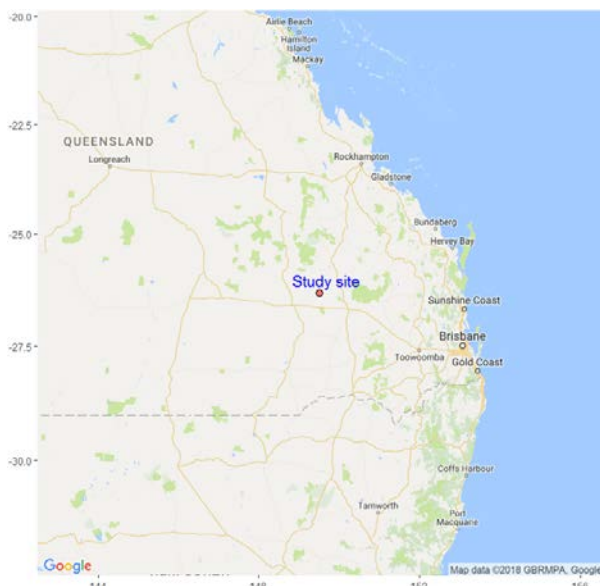 -20.0
Airlie Beach
Hamilton
Island
Mackay
-22.5
QUEENSLAND
Longreach
Rockhampton
Gladstone
-25.0
Bundaberg
Hervey Bay
Study site
Sunshine Coast
Brisbane
-27.5
Toowoomba
Gold Coast
-30.0
Coffs Harbour
Tamworth
Port
Macquarie
Google
Map data ©2018 GBRMPA, Google